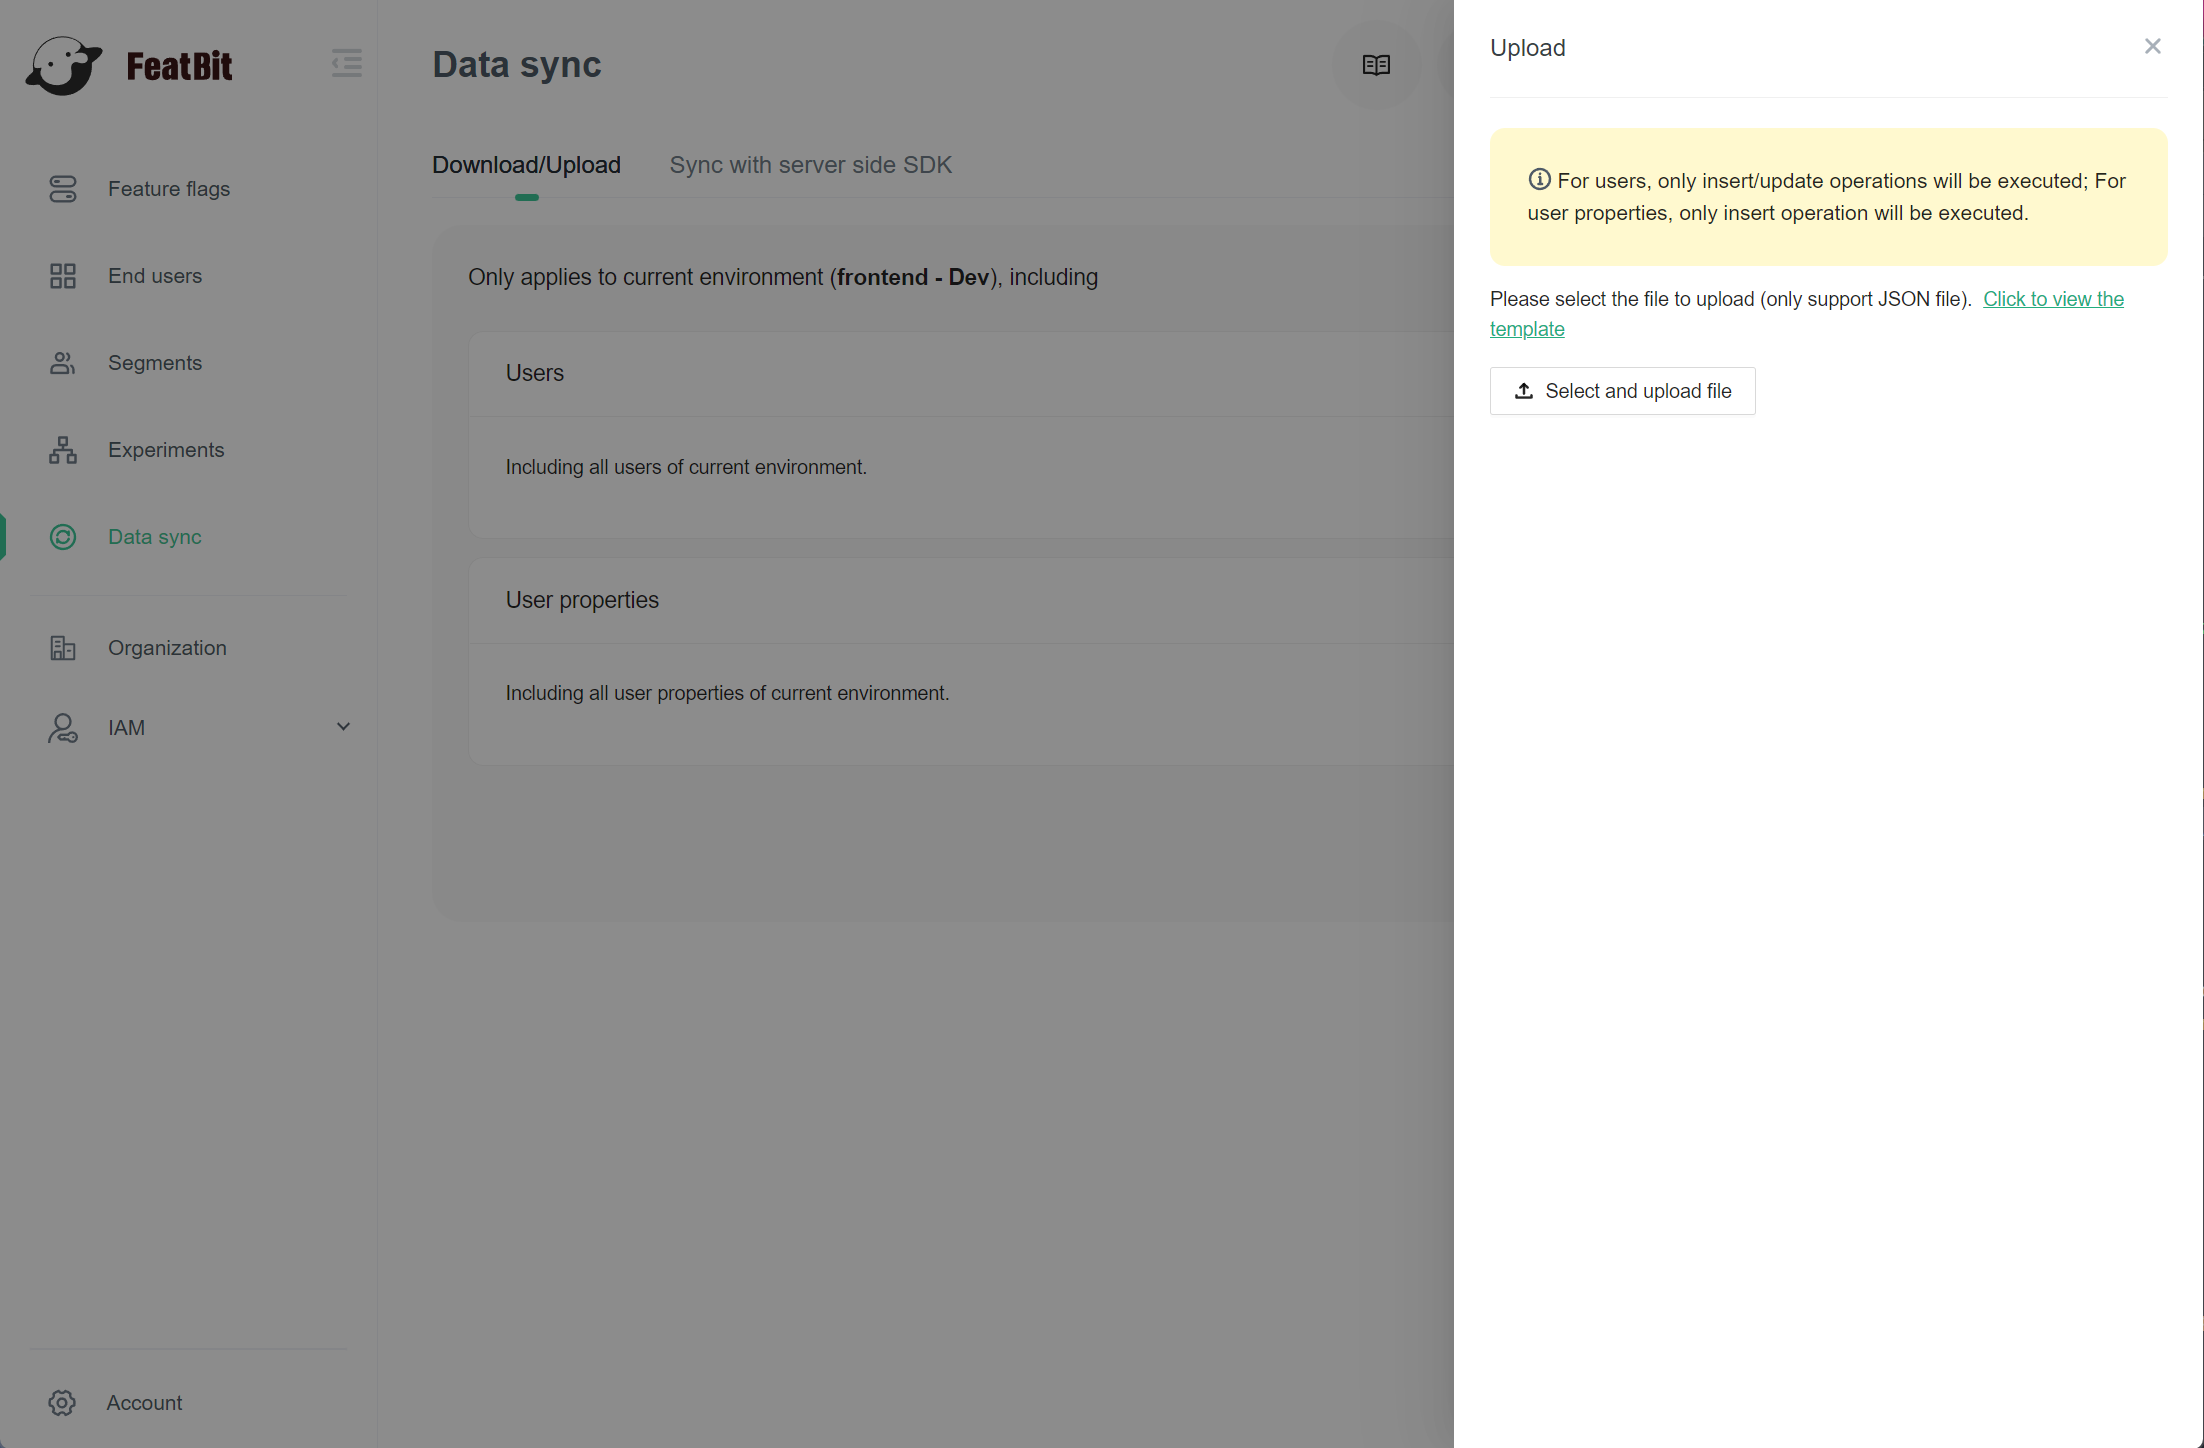 FeatBit
Feature flags
End users
Segments
Experiments
Data sync
Organization
IAM
Account
Data sync
Download/Upload
Sync with server side SDK
Only applies to current environment (frontend - Dev), including
Users
Including all users of current environment.
User properties
Including all user properties of current environment.
Upload
For users, only insert/update operations will be executed; For
user properties, only insert operation will be executed.
Please select the file to upload (only support JSON file). Click to view the
template
Select and upload file